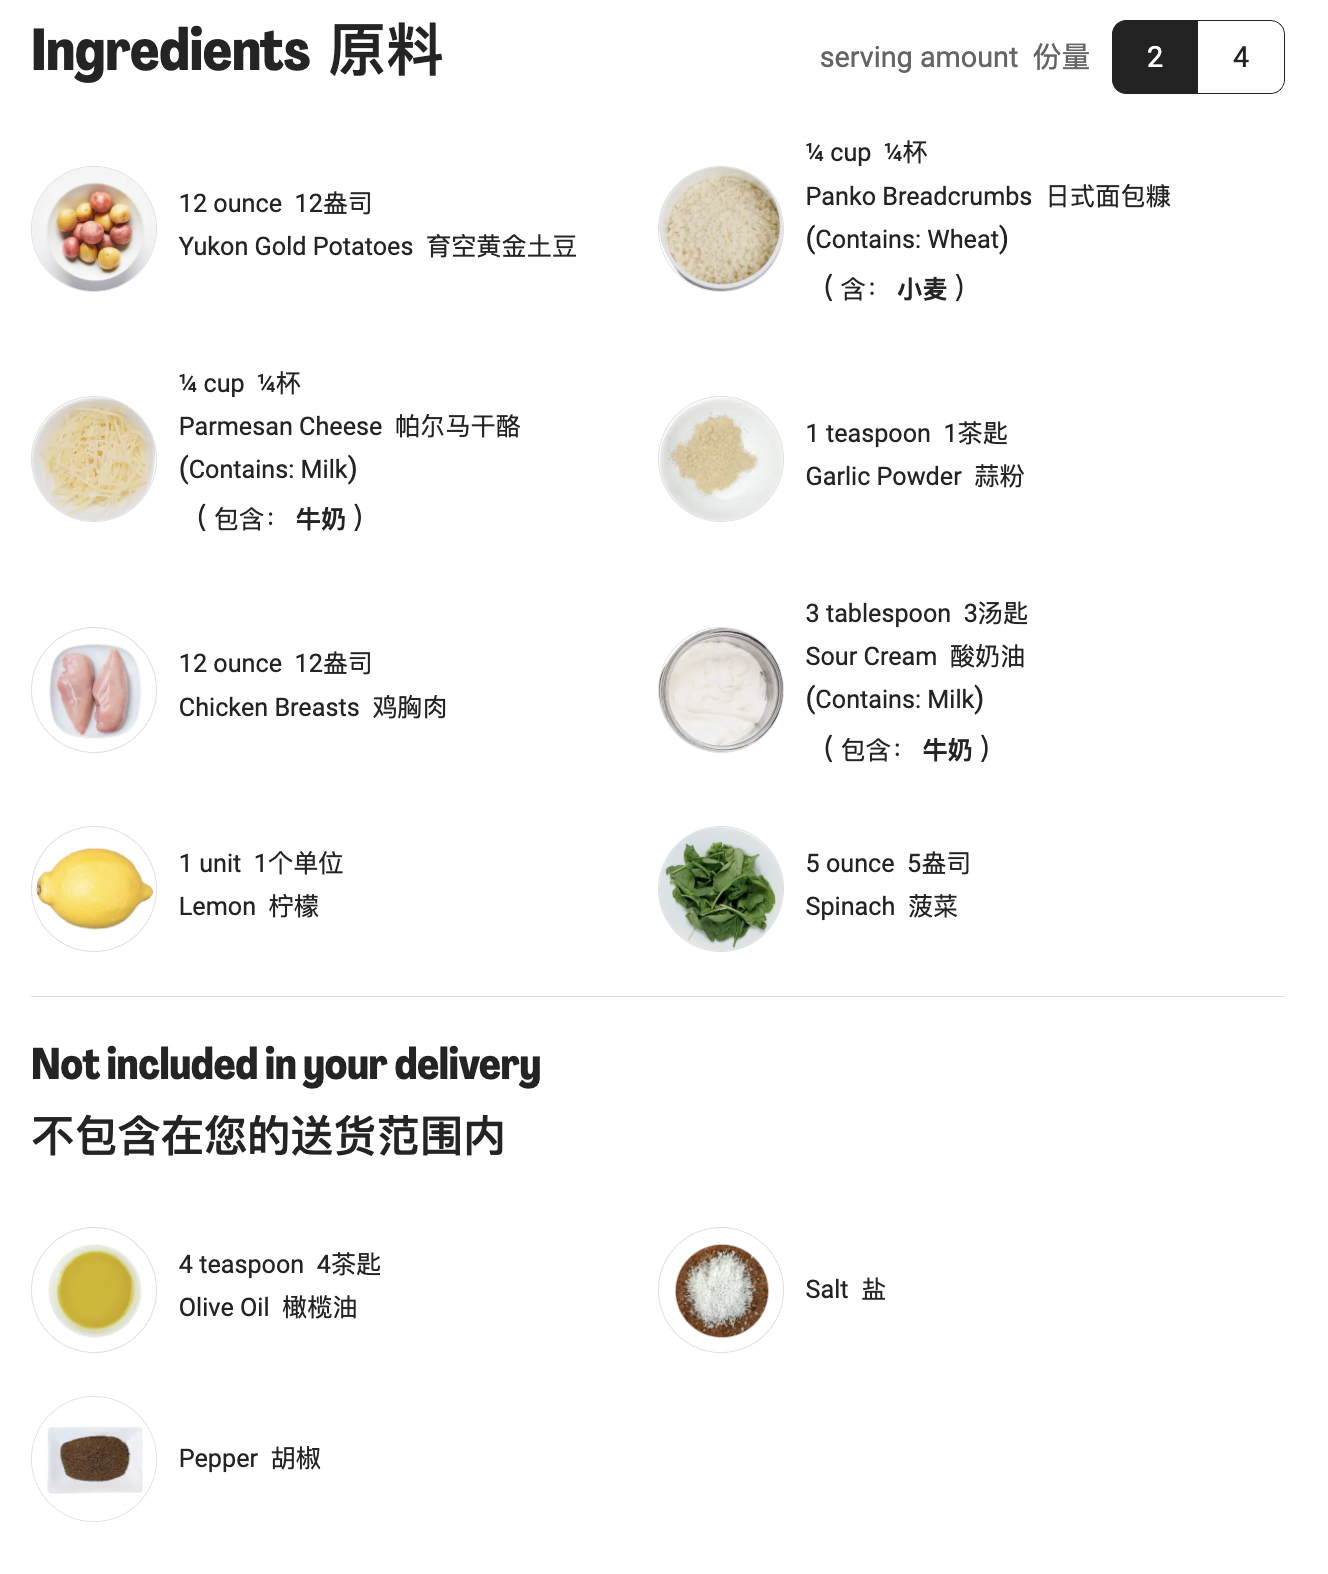 Ingredients 原料
serving amount 份量 2 4
12 ounce 12盎司
Yukon Gold Potatoes 育空黄金土豆
¼ cup ¼杯
Panko Breadcrumbs 日式面包糠
(Contains: Wheat)
（ 含： 小麦 ）
¼ cup ¼杯
Parmesan Cheese 帕尔马干酪
(Contains: Milk)
（ 包含： 牛奶 ）
1 teaspoon 1茶匙
Garlic Powder 蒜粉
12 ounce 12盎司
Chicken Breasts 鸡胸肉
3 tablespoon 3汤匙
Sour Cream 酸奶油
(Contains: Milk)
（ 包含： 牛奶 ）
1 unit 1个单位
Lemon 柠檬
5 ounce 5盎司
Spinach 菠菜
Not included in your delivery
不包含在您的送货范围内
4 teaspoon 4茶匙
Olive Oil 橄榄油
Salt 盐
Pepper 胡椒